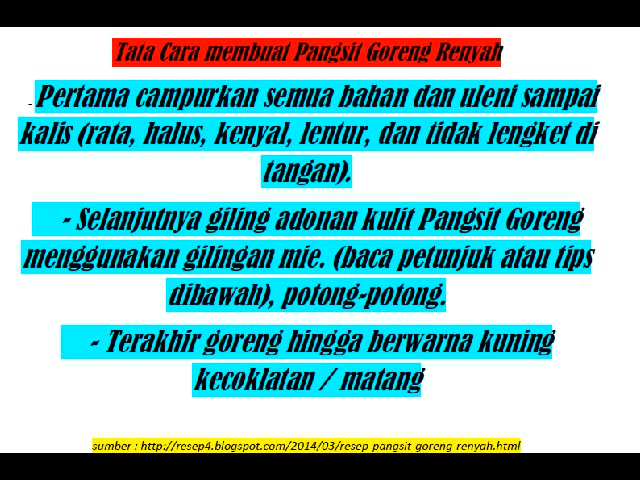 Tata Cara membuat Pangsit Goreng Renyah
- Pertama campurkan semua bahan dan uleni sampai
kalis (rata, halus, kenyal, lentur, dan tidak lengket di
tangan).
- Selanjutnya giling adonan kulit Pangsit Goreng
menggunakan gilingan mie. (baca petunjuk atau tips
dibawah), potong-potong.
- Terakhir goreng hingga berwarna kuning
kecoklatan / matang
sumber : http://resep4.blogspot.com/2014/03/resep-pangsit-goreng-renyah.html